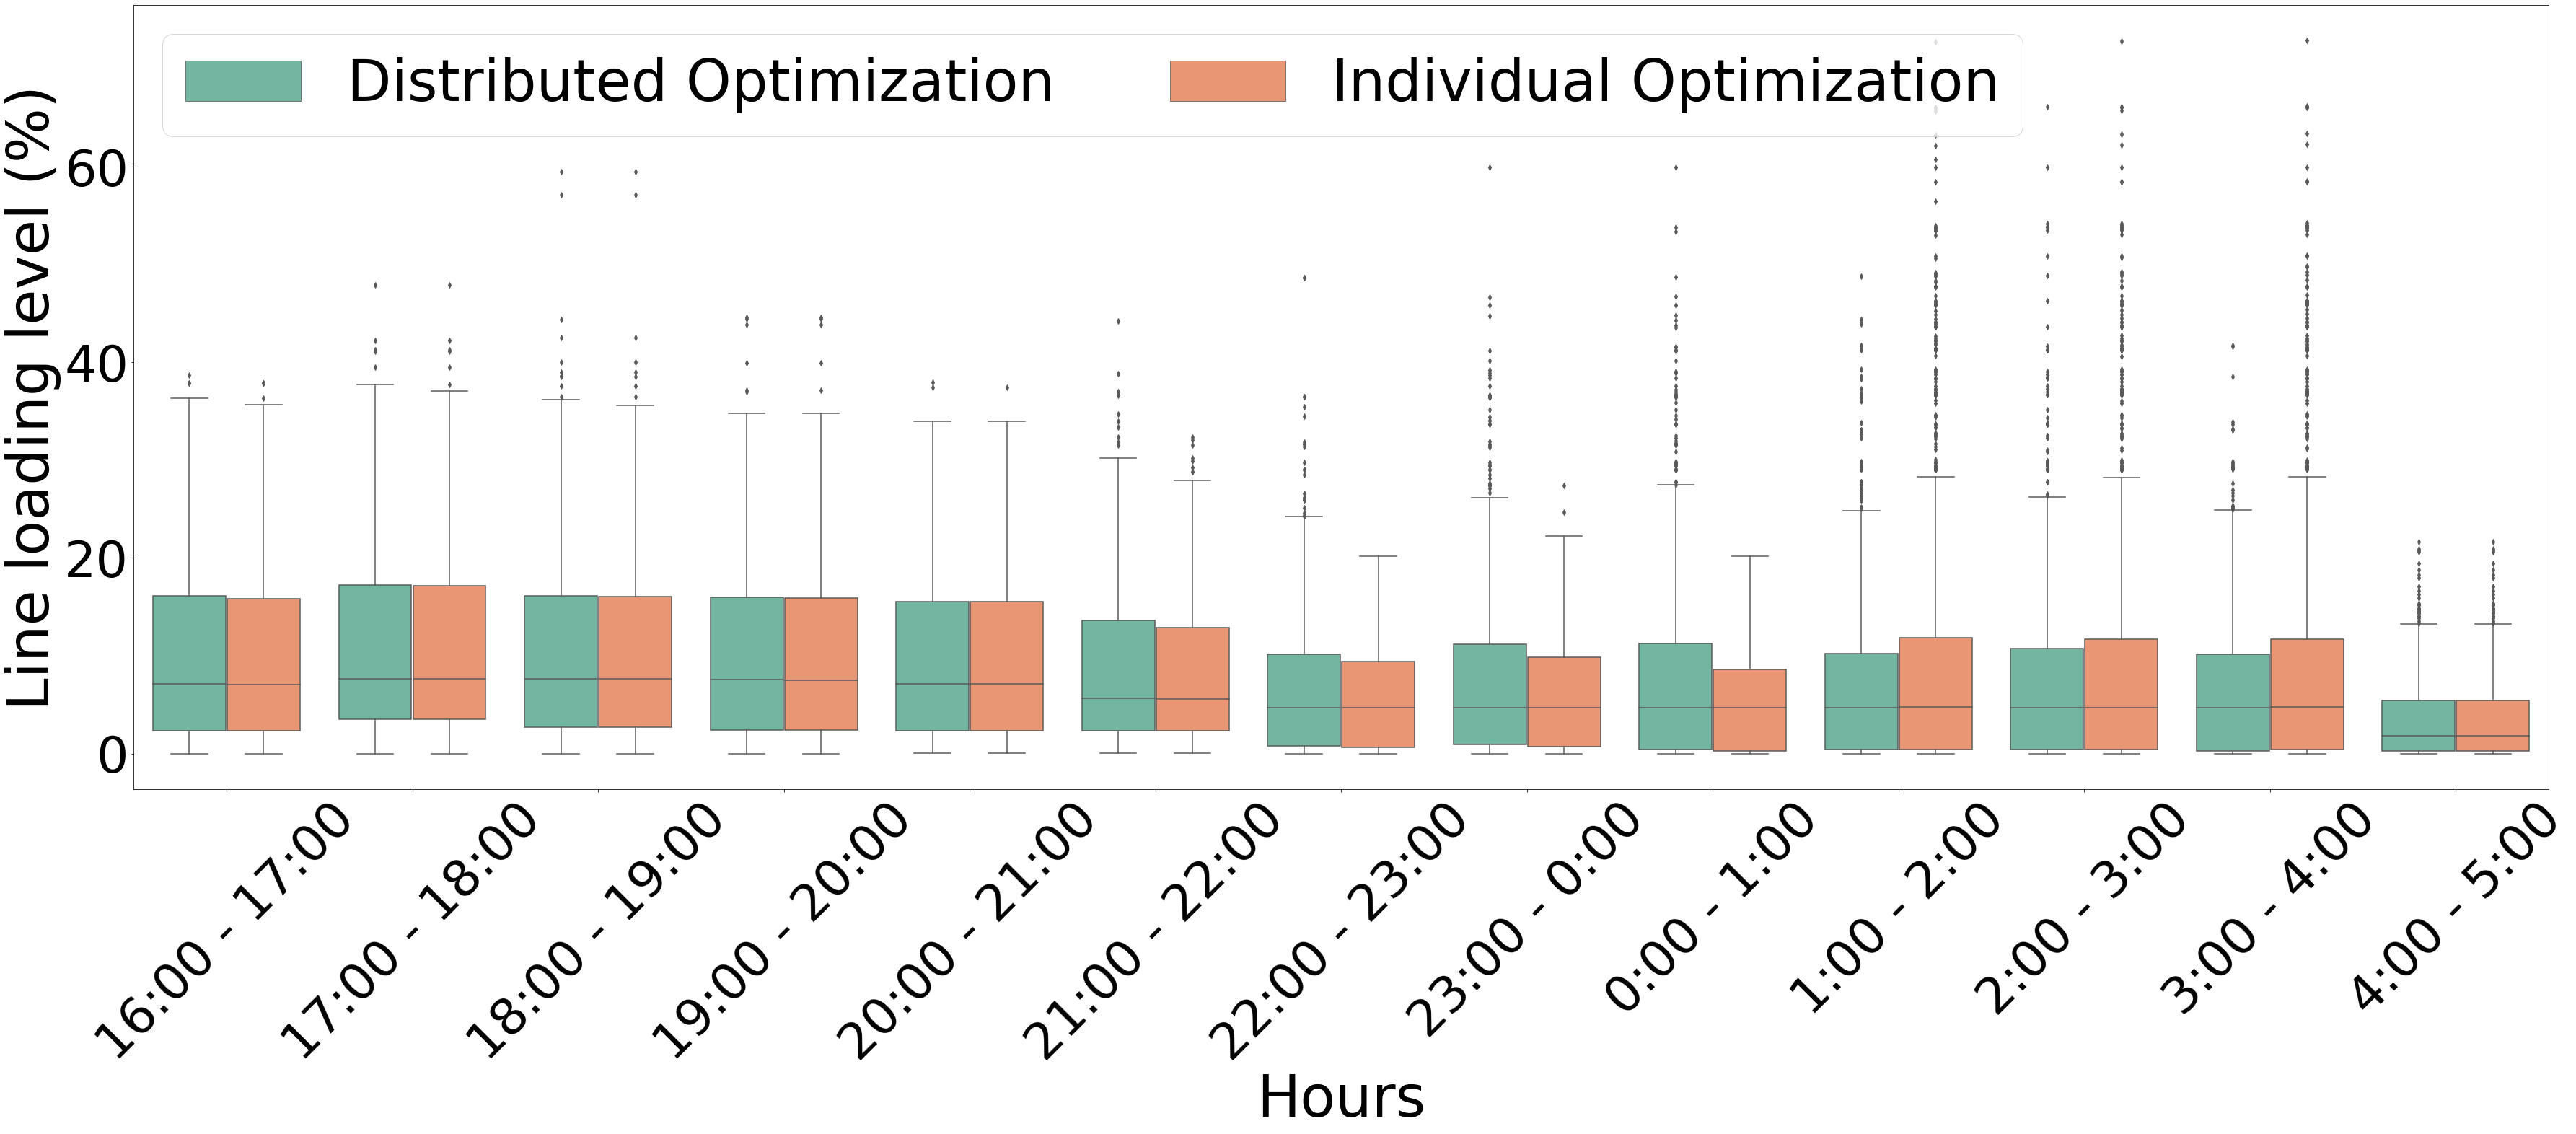 Distributed Optimization
Individual Optimization
Line loading level (%)
60
40
20
0
16:00 - 17:00
17:00 - 18:00
18:00 - 19:00
19:00 - 20:00
20:00 - 21:00
21:00 - 22:00
22:00 - 23:00
23:00 - 0:00
0:00 - 1:00
1:00 - 2:00
2:00 - 3:00
3:00 - 4:00
4:00 - 5:00
Hours